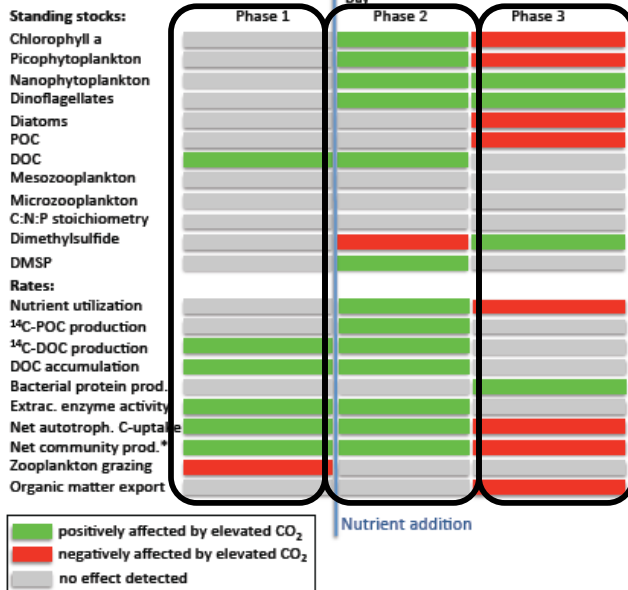 Day
Standing stocks: Phase 1 Phase 2 Phase 3
Chlorophyll a
Picophytoplankton
Nanophytoplankton
Dinoflagellates
Diatoms
POC
DOC
Mesozooplankton
Microzooplankton
C:N:P stoichiometry
Dimethylsulfide
DMSP
Rates:
Nutrient utilization
¹⁴C-POC production
¹⁴C-DOC production
DOC accumulation
Bacterial protein prod.
Extrac. enzyme activity
Net autotroph. C-uptake
Net community prod.*
Zooplankton grazing
Organic matter export
Nutrient addition
positively affected by elevated CO₂
negatively affected by elevated CO₂
no effect detected